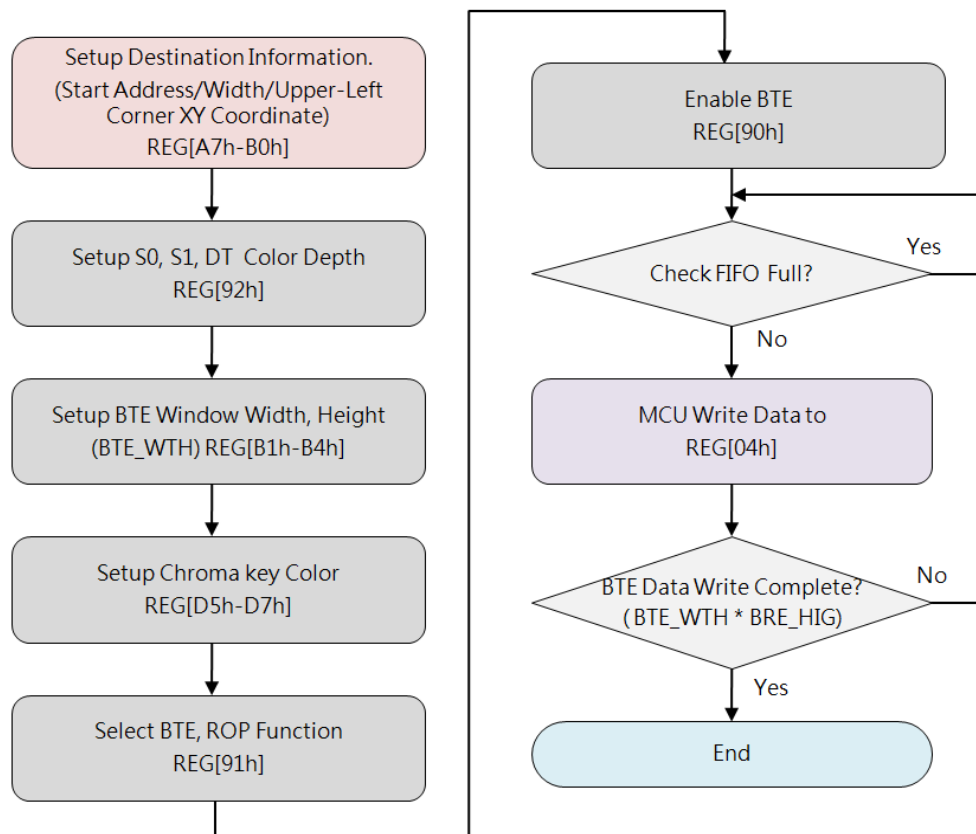 Setup Destination Information.
(Start Address/Width/Upper-Left
Corner XY Coordinate)
REG[A7h-B0h]
Setup S0, S1, DT Color Depth
REG[92h]
Setup BTE Window Width, Height
(BTE_WTH) REG[B1h-B4h]
Setup Chroma key Color
REG[D5h-D7h]
Select BTE, ROP Function
REG[91h]
Enable BTE
REG[90h]
Check FIFO Full?
Yes
No
MCU Write Data to
REG[04h]
BTE Data Write Complete?
( BTE_WTH * BRE_HIG)
No
Yes
End